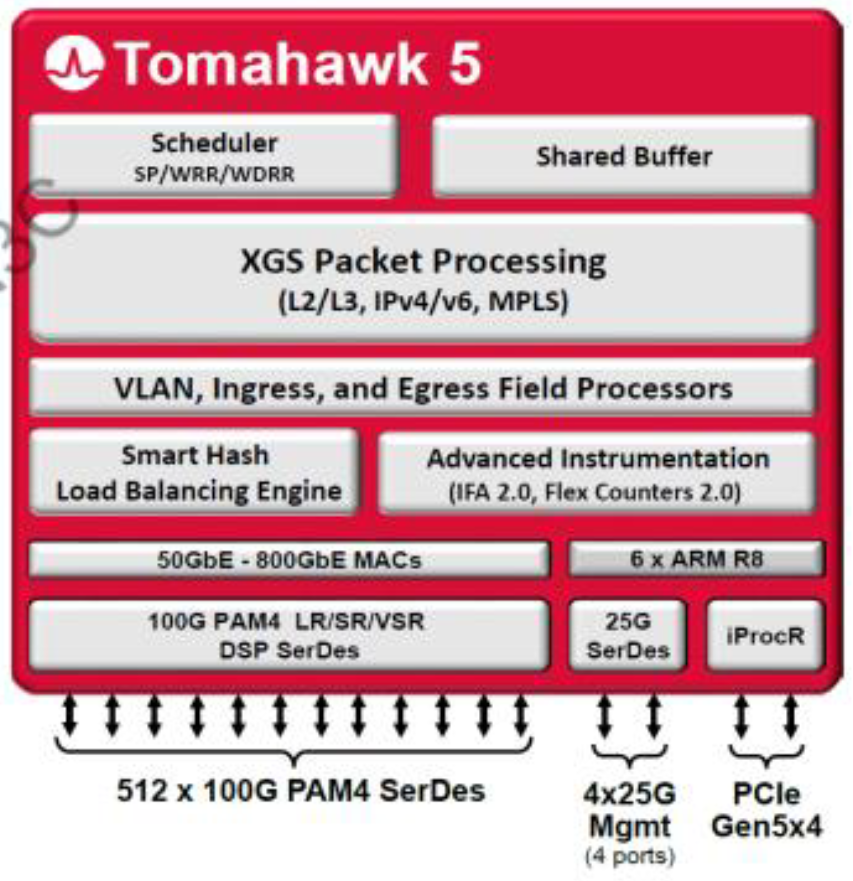 Tomahawk 5
Scheduler
SP/WRR/WDRR
Shared Buffer
XGS Packet Processing
(L2/L3, IPv4/v6, MPLS)
VLAN, Ingress, and Egress Field Processors
Smart Hash
Load Balancing Engine
Advanced Instrumentation
(IFA 2.0, Flex Counters 2.0)
50GbE - 800GbE MACs
6 x ARM R8
100G PAM4 LR/SR/VSR
DSP SerDes
25G
SerDes
iProcR
512 x 100G PAM4 SerDes
4x25G
Mgmt
(4 ports)
PCIe
Gen5x4